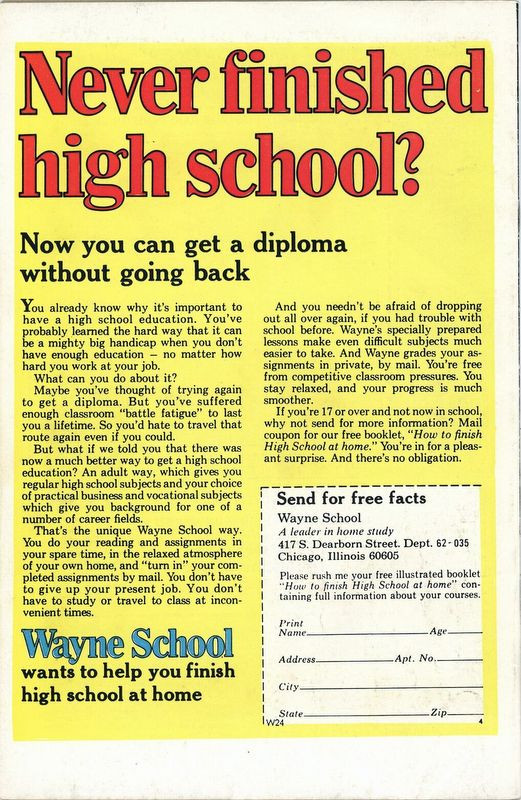 Never finished
high school?
Now you can get a diploma
without going back
You already know why it's important to
have a high school education. You've
probably learned the hard way that it can
be a mighty big handicap when you don't
have enough education — no matter how
hard you work at your job.
What can you do about it?
Maybe you've thought of trying again
to get a diploma. But you've suffered
enough classroom "battle fatigue" to last
you a lifetime. So you'd hate to travel that
route again even if you could.
But what if we told you that there was
now a much better way to get a high school
education? An adult way, which gives you
regular high school subjects and your choice
of practical business and vocational subjects
which give you background for one of a
number of career fields.
That's the unique Wayne School way.
You do your reading and assignments in
your spare time, in the relaxed atmosphere
of your own home, and "turn in" your com-
pleted assignments by mail. You don't have
to give up your present job. You don't
have to study or travel to class at incon-
venient times.
Wayne School
wants to help you finish
high school at home
And you needn't be afraid of dropping
out all over again, if you had trouble with
school before. Wayne's specially prepared
lessons make even difficult subjects much
easier to take. And Wayne grades your as-
signments in private, by mail. You're free
from competitive classroom pressures. You
stay relaxed, and your progress is much
smoother.
If you're 17 or over and not now in school,
why not send for more information? Mail
coupon for our free booklet, "How to finish
High School at home." You're in for a pleas-
ant surprise. And there's no obligation.
Send for free facts
Wayne School
A leader in home study
417 S. Dearborn Street. Dept. 62-035
Chicago, Illinois 60605
Please rush me your free illustrated booklet
"How to finish High School at home" con-
taining full information about your courses.
Print
Name Age
Address Apt. No.
City
State Zip
W24 4